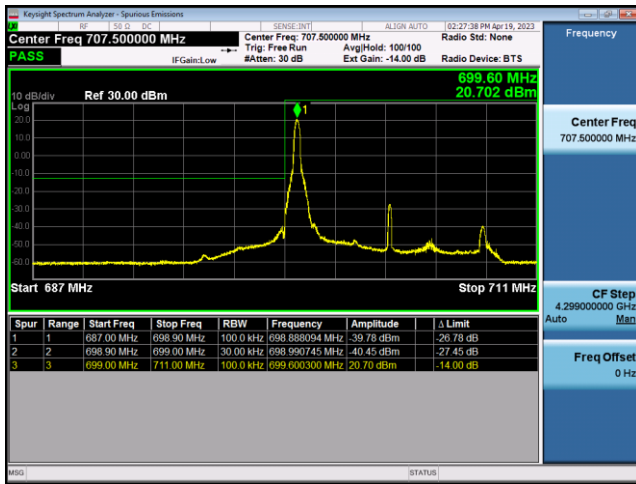 Keysight Spectrum Analyzer - Spurious Emissions
RF 50 Ω DC SENSE:INT ALIGN AUTO 02:27:38 PM Apr 19, 2023
Center Freq 707.500000 MHz Center Freq: 707.500000 MHz Radio Std: None
Trig: Free Run Avg|Hold: 100/100
PASS IFGain:Low #Atten: 30 dB Ext Gain: -14.00 dB Radio Device: BTS
Frequency
699.60 MHz
10 dB/div Ref 30.00 dBm 20.702 dBm
Log
1
20.0
10.0
0.00
-10.0
-20.0
-30.0
-40.0
-50.0
-60.0
Start 687 MHz Stop 711 MHz
Center Freq
707.500000 MHz
CF Step
4.299000000 GHz
Auto Man
Freq Offset
0 Hz
Spur Range Start Freq Stop Freq RBW Frequency Amplitude Δ Limit
1 1 687.00 MHz 698.90 MHz 100.0 kHz 698.888094 MHz -39.78 dBm -26.78 dB
2 2 698.90 MHz 699.00 MHz 30.00 kHz 698.990745 MHz -40.45 dBm -27.45 dB
3 3 699.00 MHz 711.00 MHz 100.0 kHz 699.600300 MHz 20.70 dBm -14.00 dB
MSG STATUS